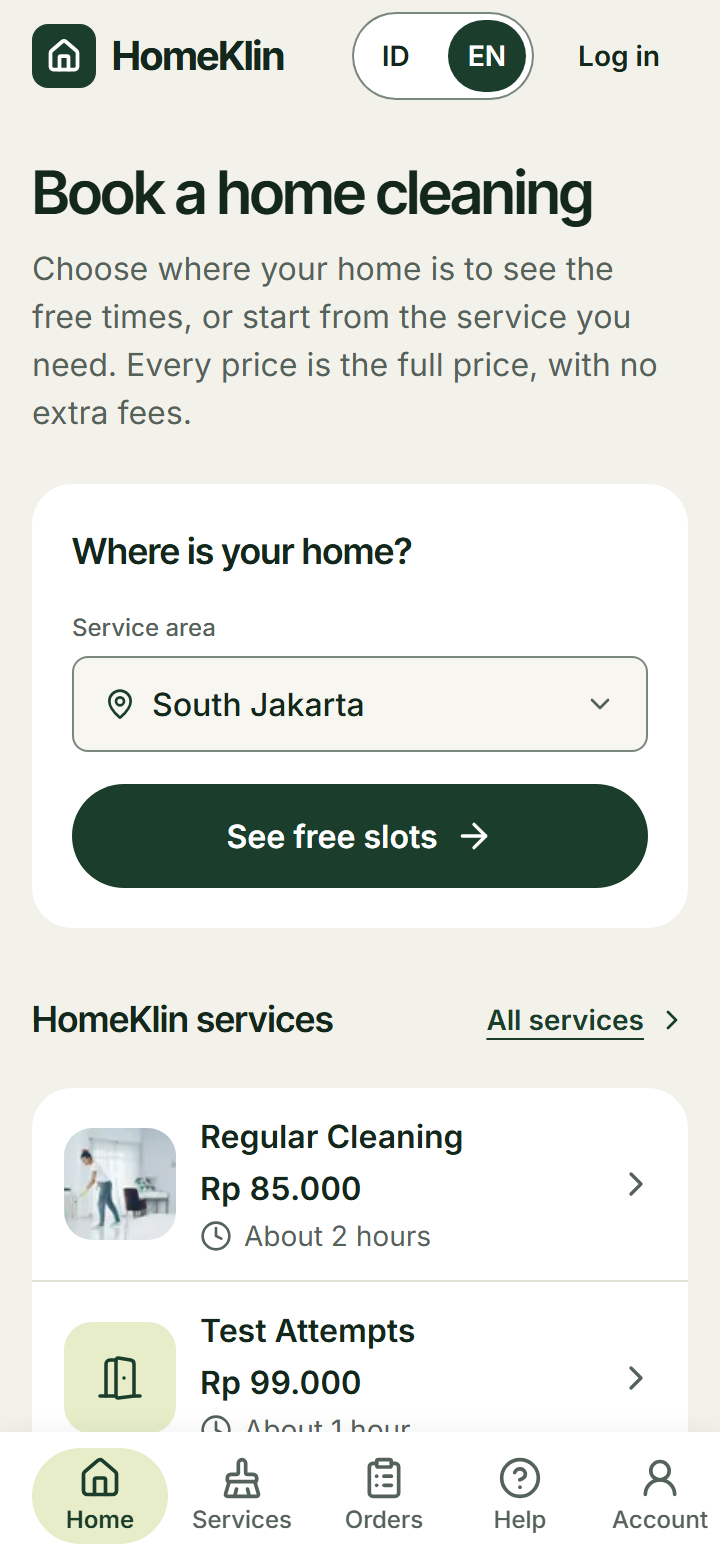 HomeKlin
ID
EN
Log in
Book a home cleaning
Choose where your home is to see the
free times, or start from the service you
need. Every price is the full price, with no
extra fees.
Where is your home?
Service area
South Jakarta
See free slots
HomeKlin services
All services
Regular Cleaning
Rp 85.000
About 2 hours
Test Attempts
Rp 99.000
About 1 hour
Home
Services
Orders
Help
Account